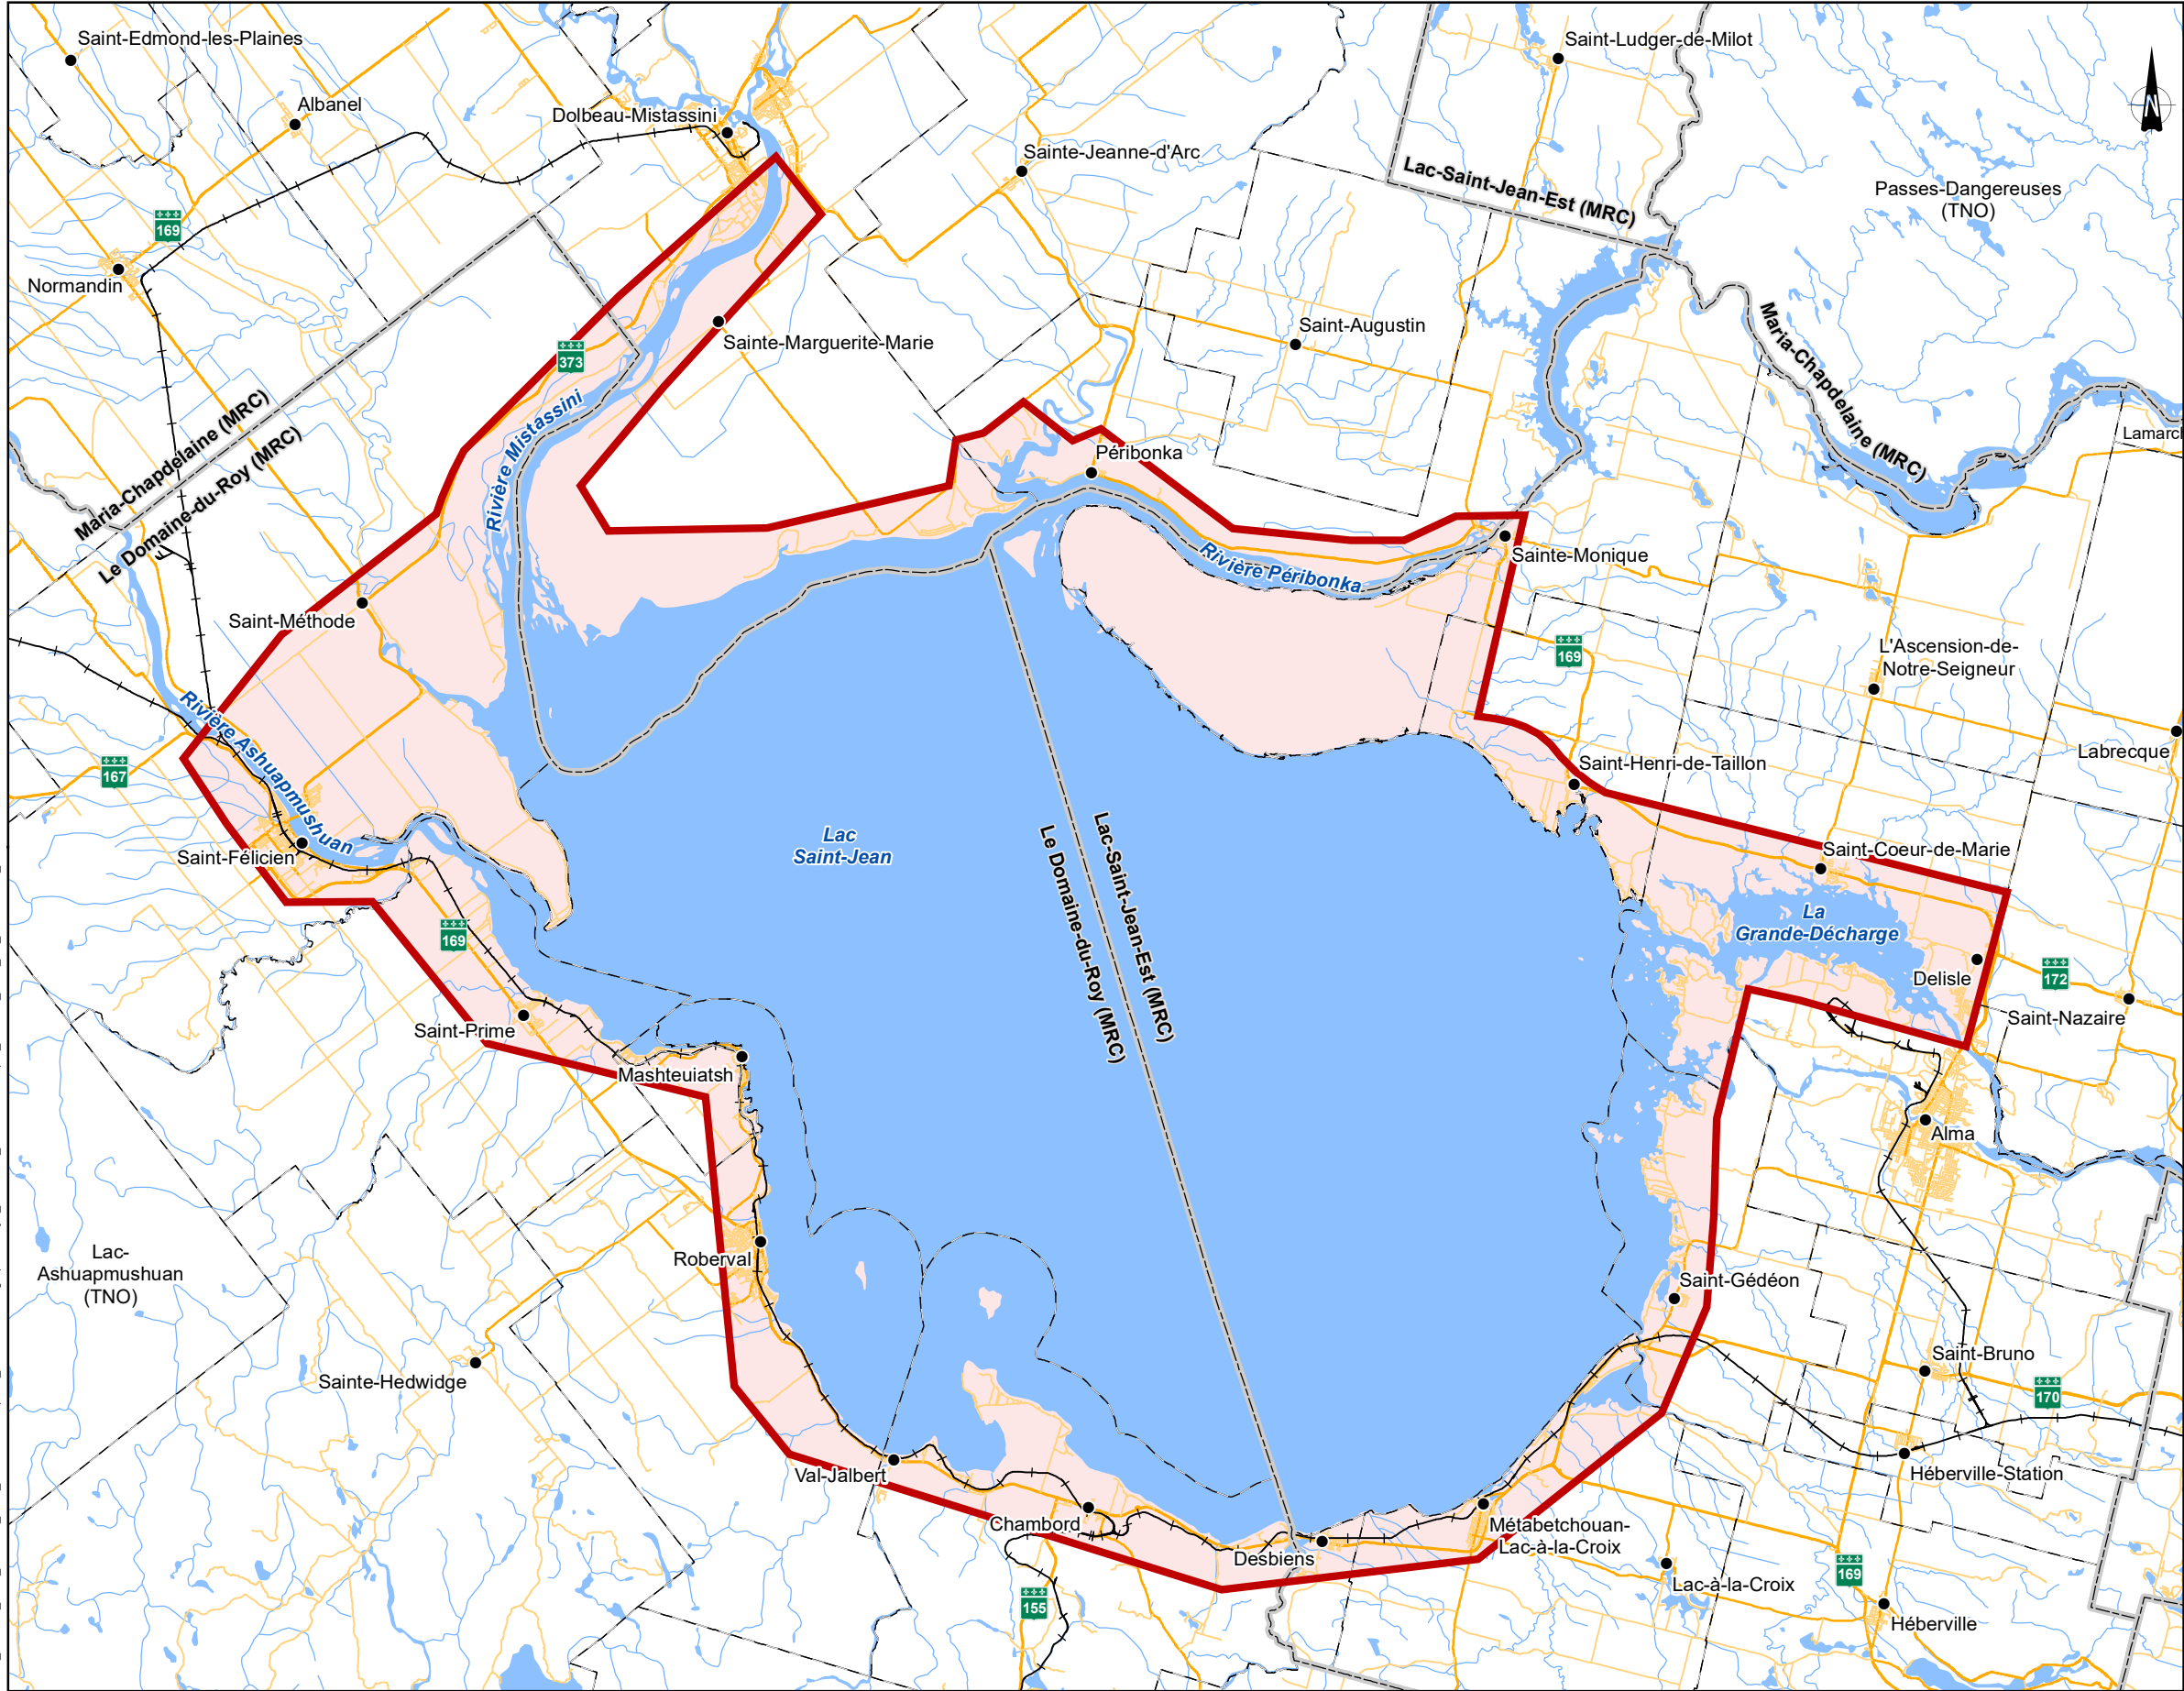 Saint-Edmond-les-Plaines
Saint-Ludger-de-Milot
Albanel
Dolbeau-Mistassini
N
Sainte-Jeanne-d'Arc
Lac-Saint-Jean-Est (MRC)
Passes-Dangereuses
(TNO)
169
Normandin
Saint-Augustin
Sainte-Marguerite-Marie
373
Maria-Chapdelaine (MRC)
Maria-Chapdelaine (MRC)
Le Domaine-du-Roy (MRC)
Rivière Mistassini
Lamarch
Péribonka
Rivière Péribonka
Sainte-Monique
Saint-Méthode
169
L'Ascension-de-
Notre-Seigneur
Rivière Ashuapmushuan
Labrecque
167
Saint-Henri-de-Taillon
Lac
Saint-Jean
Lac-Saint-Jean-Est (MRC)
Le Domaine-du-Roy (MRC)
Saint-Félicien
Saint-Coeur-de-Marie
La
Grande-Décharge
169
Delisle
172
Saint-Nazaire
Saint-Prime
Mashteuiatsh
Alma
Lac-
Ashuapmushuan
(TNO)
Roberval
Saint-Gédéon
Sainte-Hedwidge
Saint-Bruno
170
Val-Jalbert
Héberville-Station
Chambord
Desbiens
Métabetchouan-
Lac-à-la-Croix
155
Lac-à-la-Croix
169
Héberville